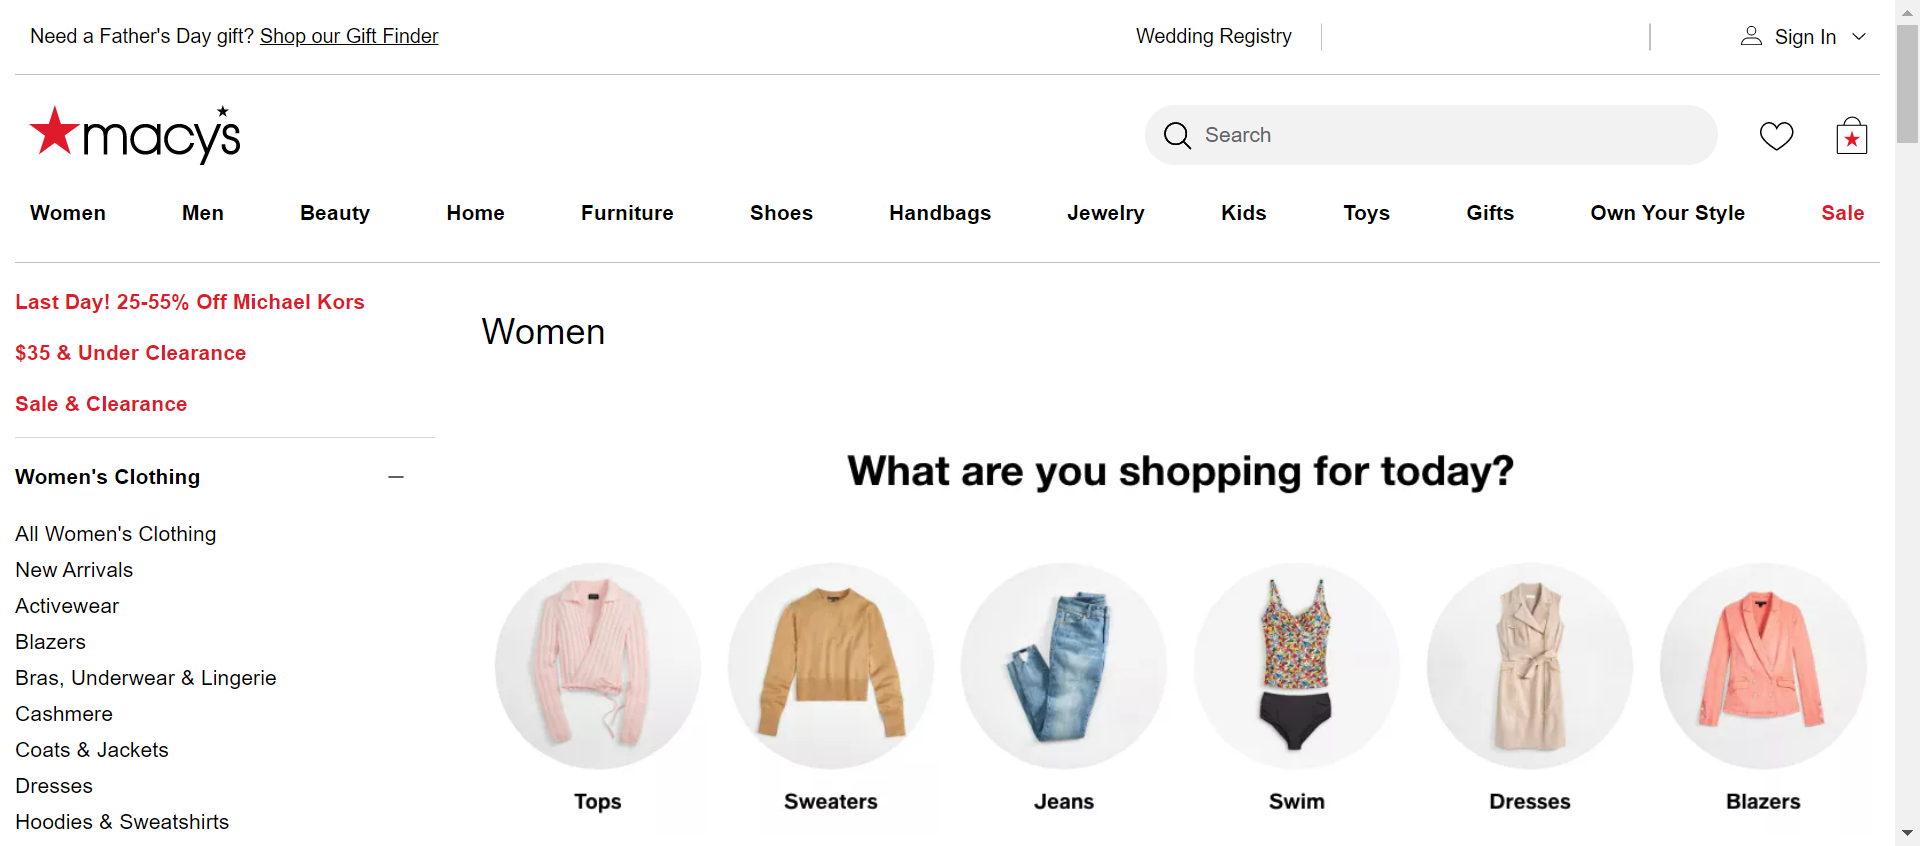 Need a Father's Day gift? Shop our Gift Finder
Wedding Registry
Sign In
macy's
Search
Women
Men
Beauty
Home
Furniture
Shoes
Handbags
Jewelry
Kids
Toys
Gifts
Own Your Style
Sale
Last Day! 25-55% Off Michael Kors
$35 & Under Clearance
Sale & Clearance
Women's Clothing
All Women's Clothing
New Arrivals
Activewear
Blazers
Bras, Underwear & Lingerie
Cashmere
Coats & Jackets
Dresses
Hoodies & Sweatshirts
Women
What are you shopping for today?
Tops
Sweaters
Jeans
Swim
Dresses
Blazers